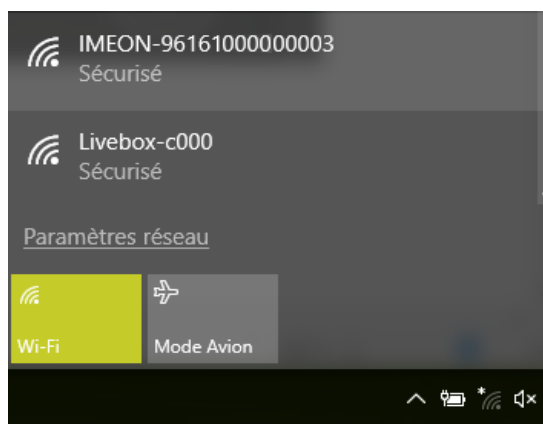 IMEON-96161000000003
Sécurisé
Livebox-c000
Sécurisé
Paramètres réseau
Wi-Fi
Mode Avion